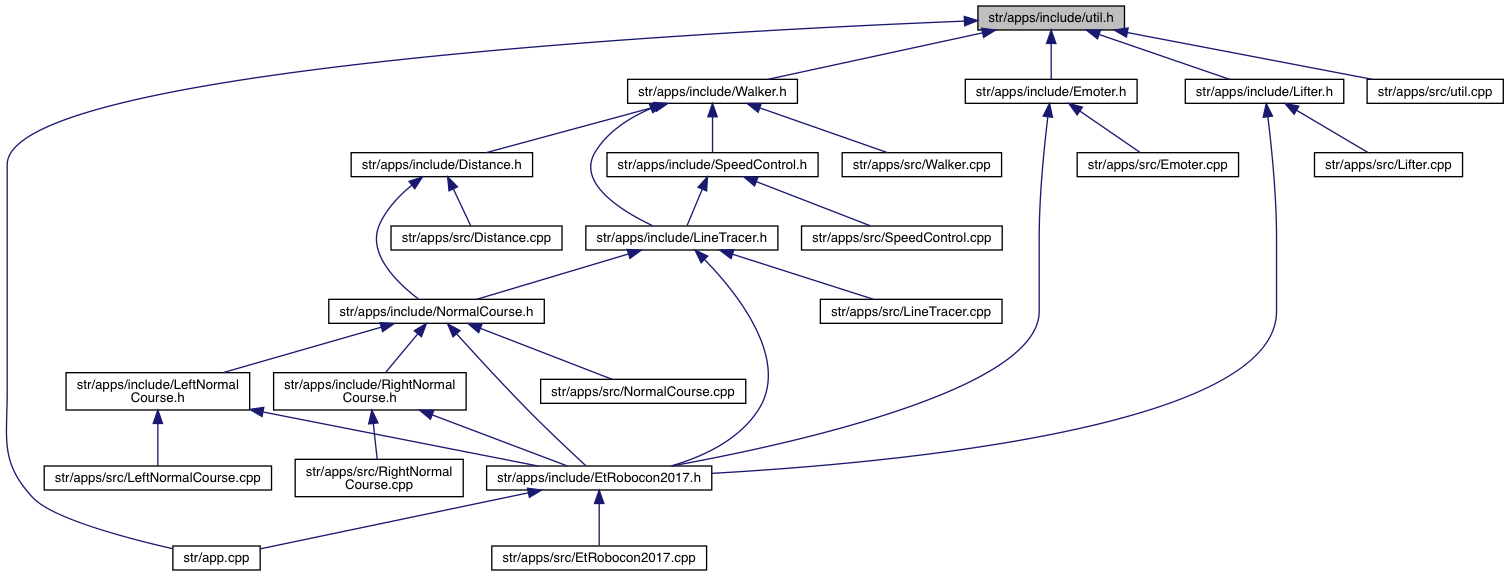 str/apps/include/util.h
str/apps/include/Walker.h
str/apps/include/Emoter.h
str/apps/include/Lifter.h
str/apps/src/util.cpp
str/apps/include/Distance.h
str/apps/include/SpeedControl.h
str/apps/src/Walker.cpp
str/apps/src/Emoter.cpp
str/apps/src/Lifter.cpp
str/apps/src/Distance.cpp
str/apps/include/LineTracer.h
str/apps/src/SpeedControl.cpp
str/apps/include/NormalCourse.h
str/apps/src/LineTracer.cpp
str/apps/include/LeftNormal
Course.h
str/apps/include/RightNormal
Course.h
str/apps/src/NormalCourse.cpp
str/apps/src/LeftNormalCourse.cpp
str/apps/src/RightNormal
Course.cpp
str/apps/include/EtRobocon2017.h
str/app.cpp
str/apps/src/EtRobocon2017.cpp